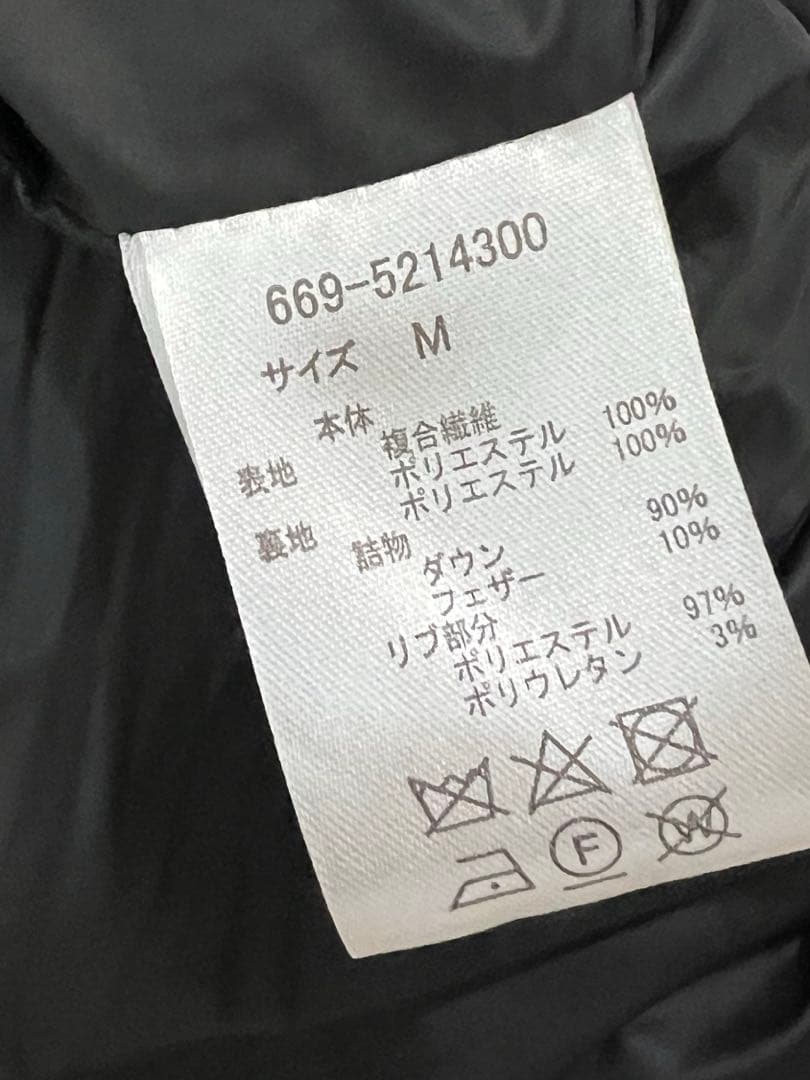 669-5214300
サイズ M
本体
表地 複合繊維
ポリエステル 100%
裏地 ポリエステル 100%
詰物
ダウン 90%
フェザー 10%
リブ部分
ポリエステル 97%
ポリウレタン 3%
F W